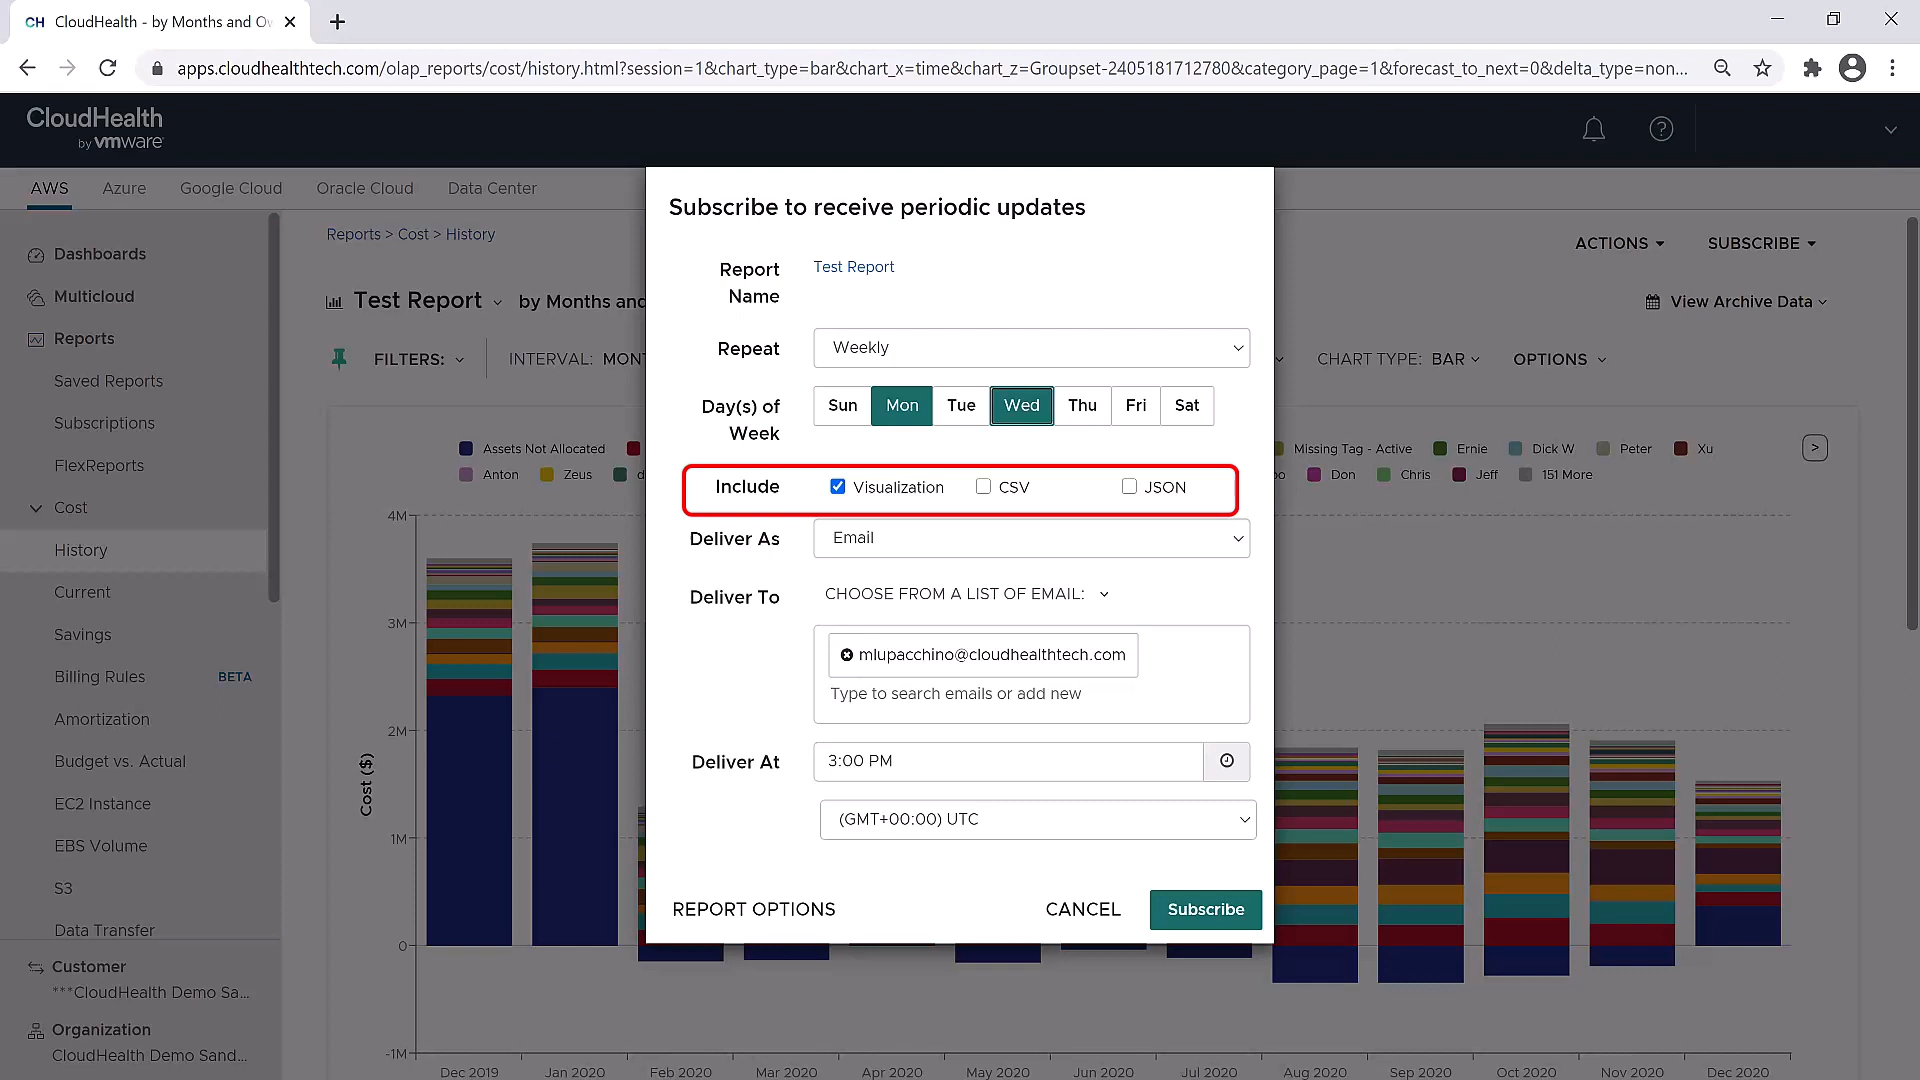 CH CloudHealth - by Months and Ow
apps.cloudhealthtech.com/olap_reports/cost/history.html?session=1&chart_type=bar&chart_x=time&chart_z=Groupset-2405181712780&category_page=1&forecast_to_next=0&delta_type=non...
CloudHealth
by vmware
AWS Azure Google Cloud Oracle Cloud Data Center
Dashboards
Multicloud
Reports
Saved Reports
Subscriptions
FlexReports
Cost
History
Current
Savings
Billing Rules BETA
Amortization
Budget vs. Actual
EC2 Instance
EBS Volume
S3
Data Transfer
Customer
***CloudHealth Demo Sa...
Organization
CloudHealth Demo Sand...
Reports > Cost > History
ACTIONS SUBSCRIBE
Test Report by Months and
View Archive Data
FILTERS: INTERVAL: MONT
CHART TYPE: BAR OPTIONS
Assets Not Allocated
Missing Tag - Active Ernie Dick W Peter Xu >
Anton Zeus d
oo Don Chris Jeff 151 More
Subscribe to receive periodic updates
Report Name Test Report
Repeat Weekly
Day(s) of Week Sun Mon Tue Wed Thu Fri Sat
Include Visualization CSV JSON
Deliver As Email
Deliver To CHOOSE FROM A LIST OF EMAIL:
mlupacchino@cloudhealthtech.com
Type to search emails or add new
Deliver At 3:00 PM
(GMT+00:00) UTC
REPORT OPTIONS CANCEL Subscribe
Cost ($)
4M
3M
2M
1M
0
-1M
Dec 2019 Jan 2020 Feb 2020 Mar 2020 Apr 2020 May 2020 Jun 2020 Jul 2020 Aug 2020 Sep 2020 Oct 2020 Nov 2020 Dec 2020